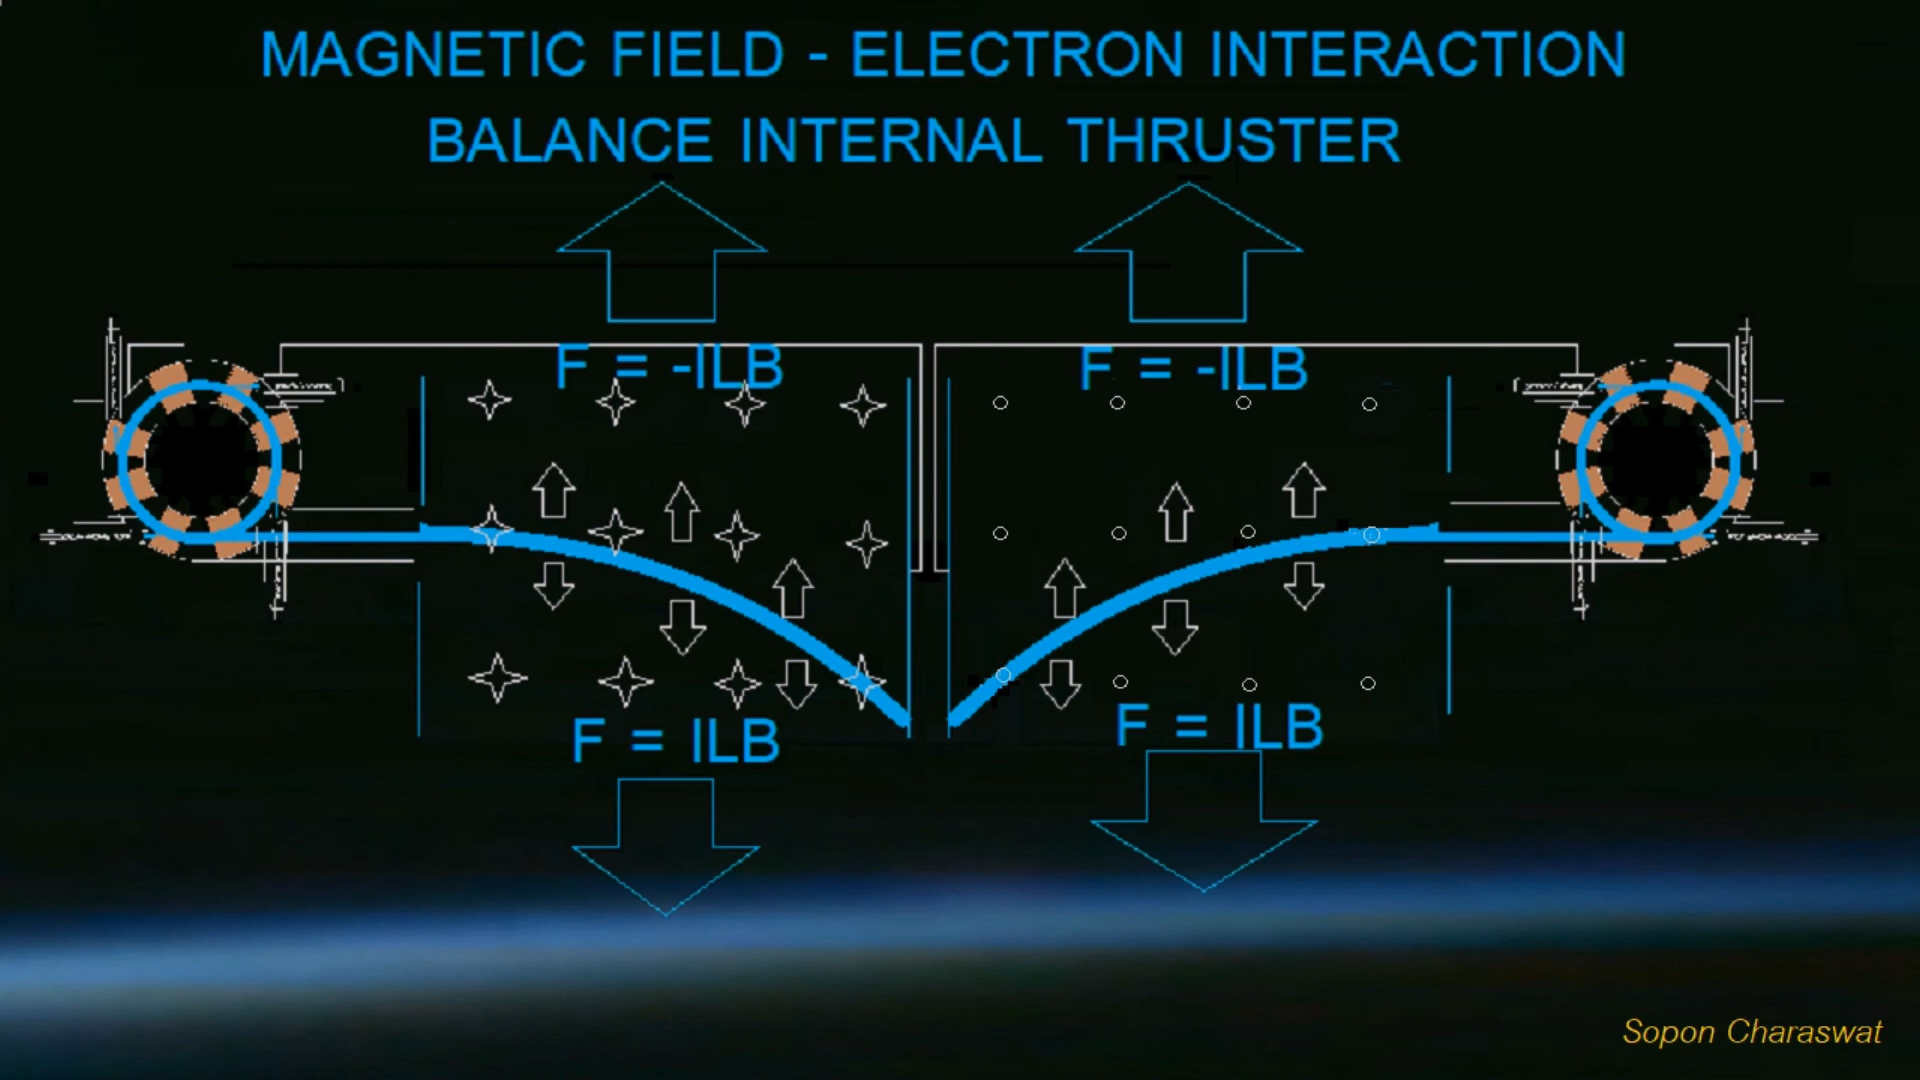 MAGNETIC FIELD - ELECTRON INTERACTION
BALANCE INTERNAL THRUSTER
F = -ILB
F = -ILB
F = ILB
F = ILB
Sopon Charaswat